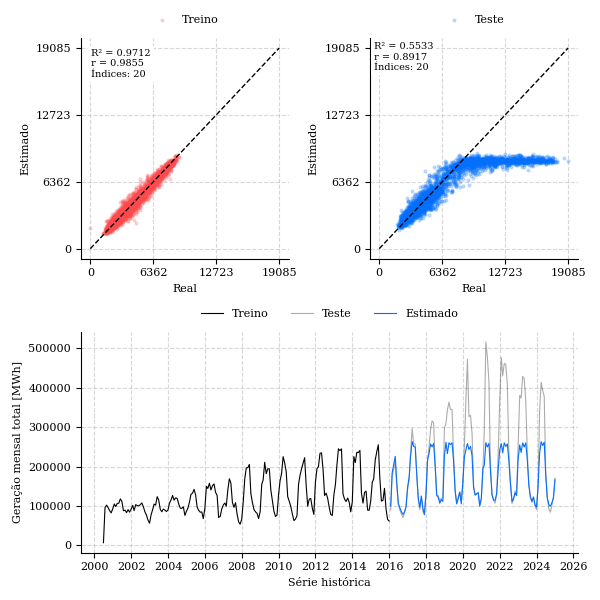 Treino
Teste
R² = 0.9712
r = 0.9855
Índices: 20
R² = 0.5533
r = 0.8917
Índices: 20
19085
12723
6362
0
Estimado
0 6362 12723 19085
Real
19085
12723
6362
0
Estimado
0 6362 12723 19085
Real
Treino Teste Estimado
500000
400000
300000
200000
100000
0
Geração mensal total [MWh]
2000 2002 2004 2006 2008 2010 2012 2014 2016 2018 2020 2022 2024 2026
Série histórica